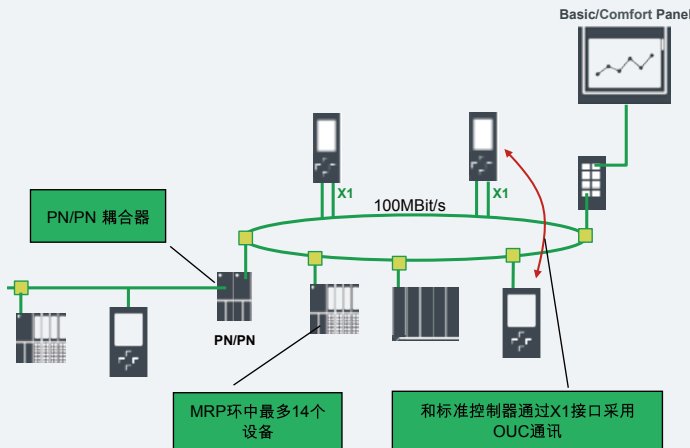 Basic/Comfort Panel
X1
X1
100MBit/s
PN/PN 耦合器
PN/PN
MRP环中最多14个
设备
和标准控制器通过X1接口采用
OUC通讯